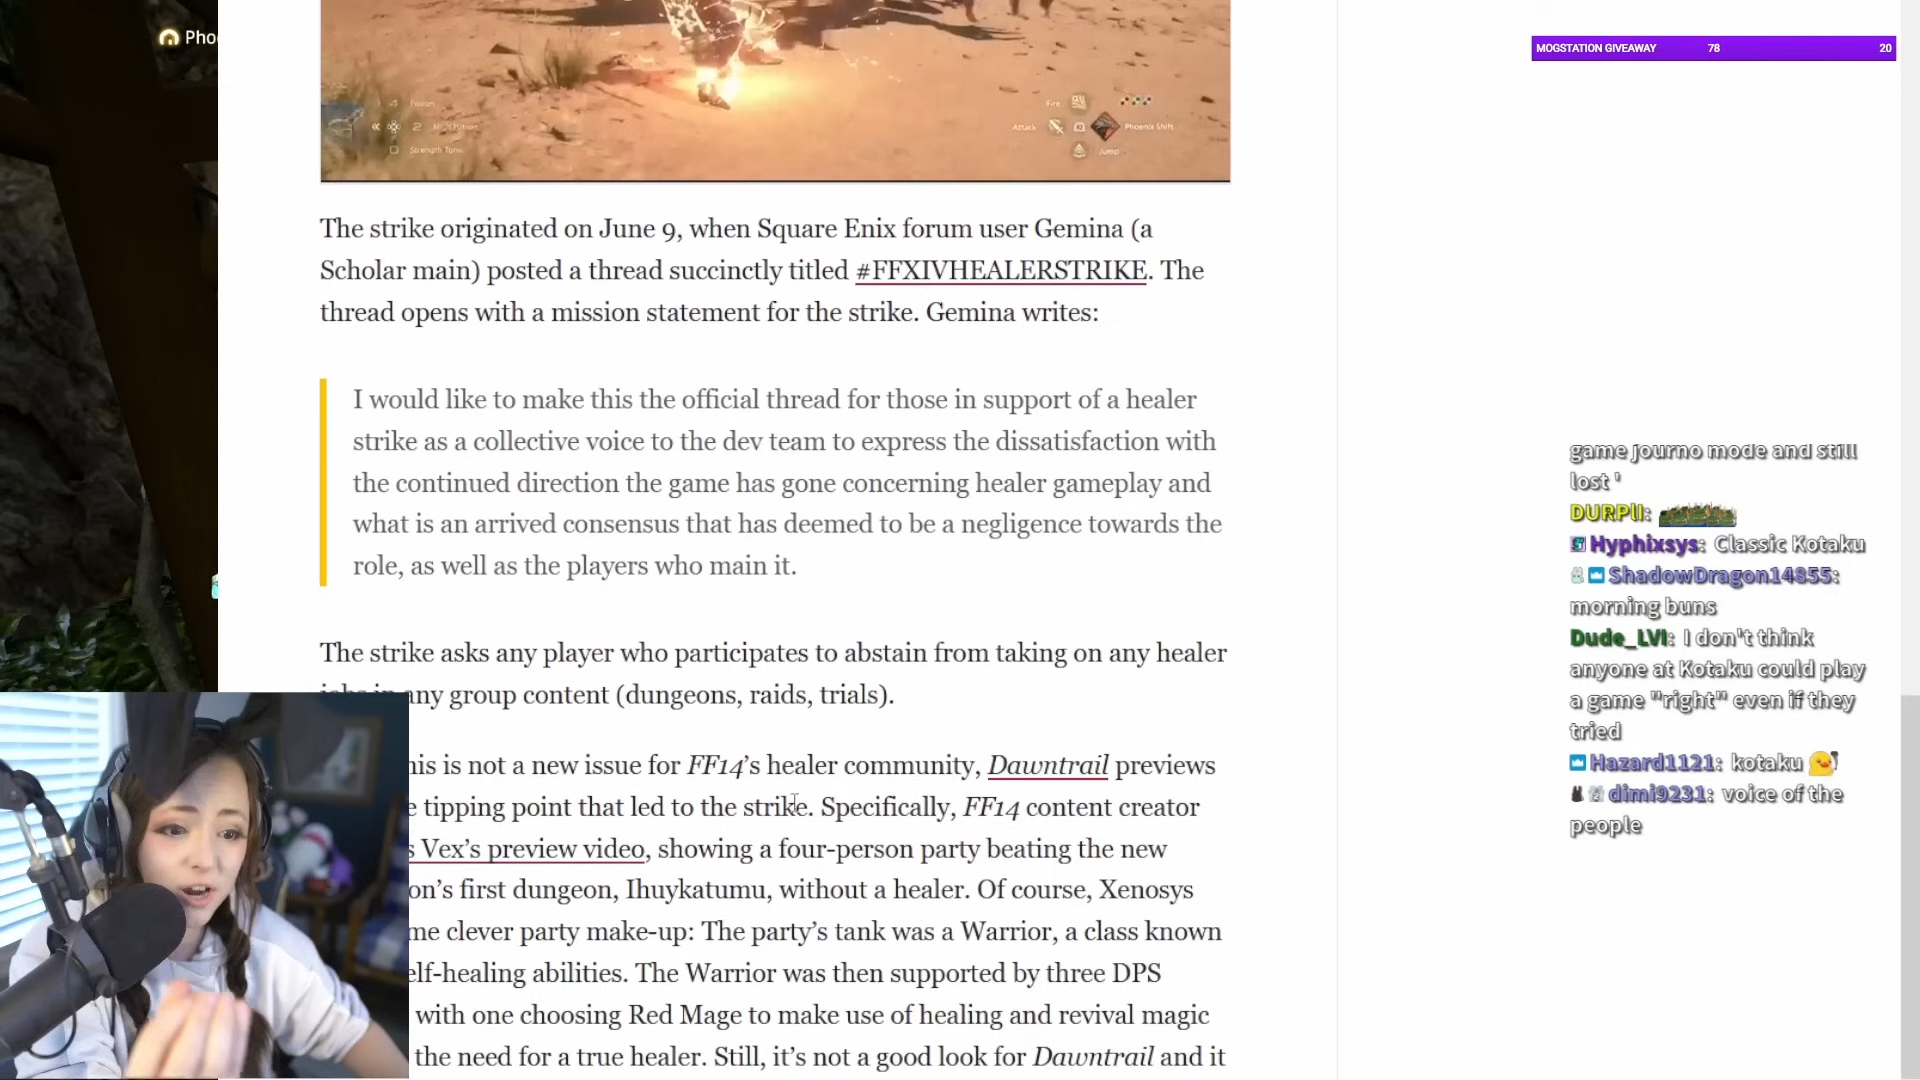 Pho
MOGSTATION GIVEAWAY 78 20
Potion
Fire
Attack
Phoenix Shift
Strength Tonic
Jump
The strike originated on June 9, when Square Enix forum user Gemina (a
Scholar main) posted a thread succinctly titled #FFXIVHEALERSTRIKE. The
thread opens with a mission statement for the strike. Gemina writes:
I would like to make this the official thread for those in support of a healer
strike as a collective voice to the dev team to express the dissatisfaction with
the continued direction the game has gone concerning healer gameplay and
what is an arrived consensus that has deemed to be a negligence towards the
role, as well as the players who main it.
The strike asks any player who participates to abstain from taking on any healer
any group content (dungeons, raids, trials).
his is not a new issue for FF14’s healer community, Dawntrail previews
e tipping point that led to the strike. Specifically, FF14 content creator
s Vex’s preview video, showing a four-person party beating the new
on’s first dungeon, Ihuykatumu, without a healer. Of course, Xenosys
me clever party make-up: The party’s tank was a Warrior, a class known
elf-healing abilities. The Warrior was then supported by three DPS
with one choosing Red Mage to make use of healing and revival magic
the need for a true healer. Still, it’s not a good look for Dawntrail and it
game journo mode and still
lost '
DURPll:
Hyphixsys: Classic Kotaku
ShadowDragon14855:
morning buns
Dude_LVI: I don't think
anyone at Kotaku could play
a game "right" even if they
tried
Hazard1121: kotaku
dimi9231: voice of the
people